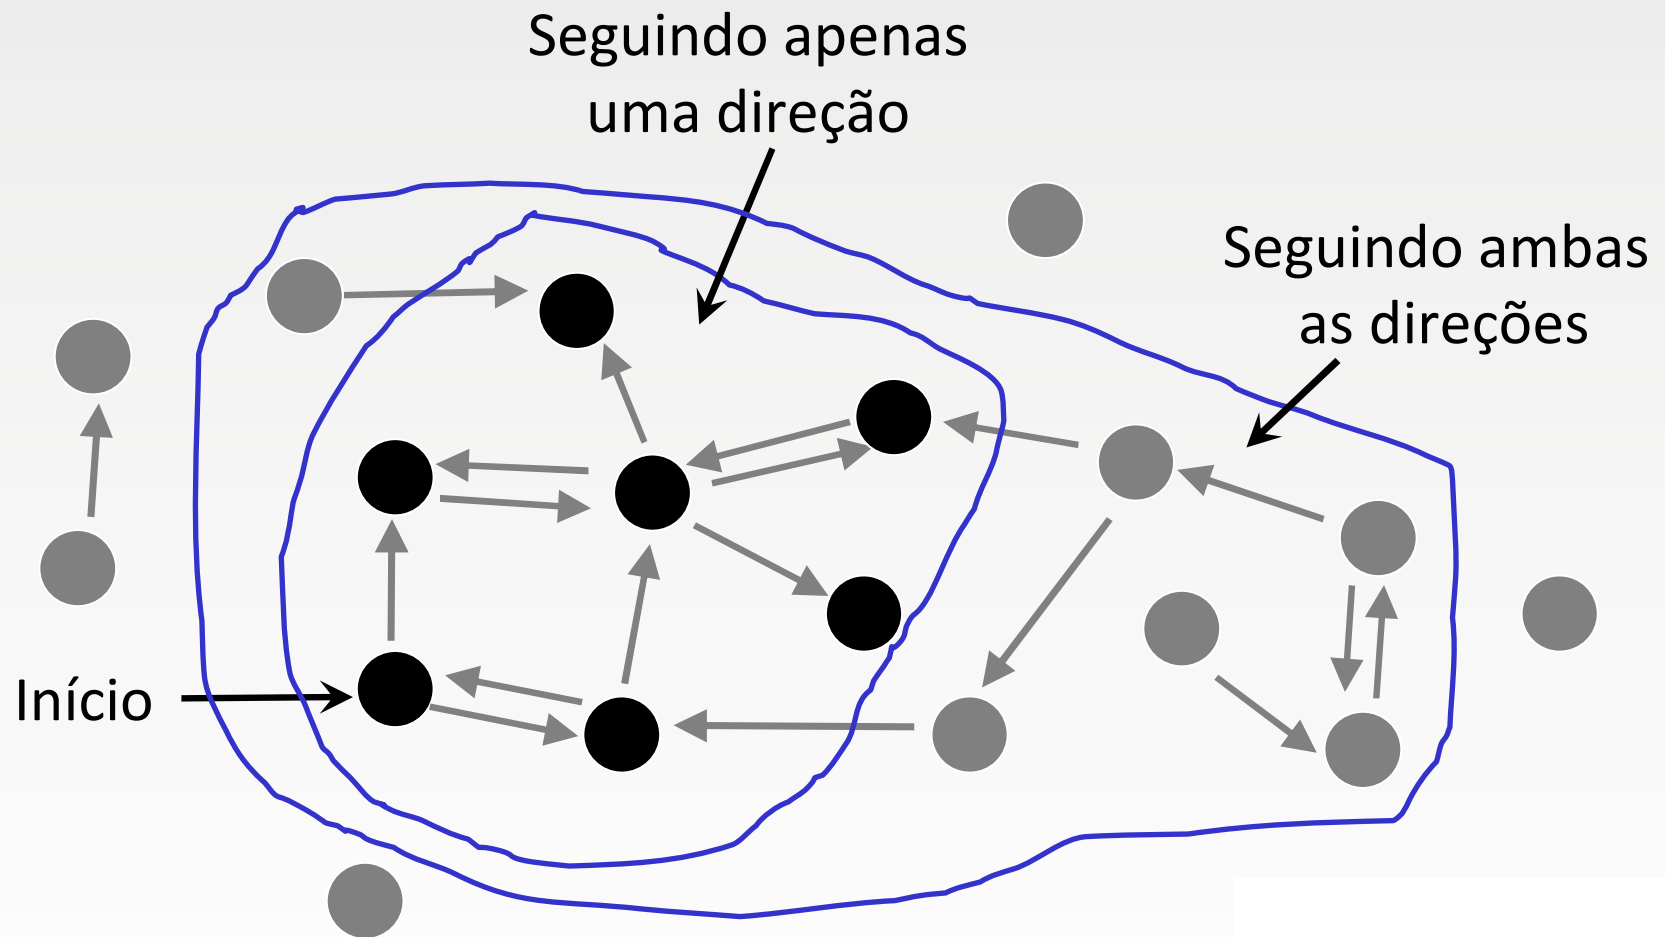 Seguindo apenas
uma direção
Seguindo ambas
as direções
Início